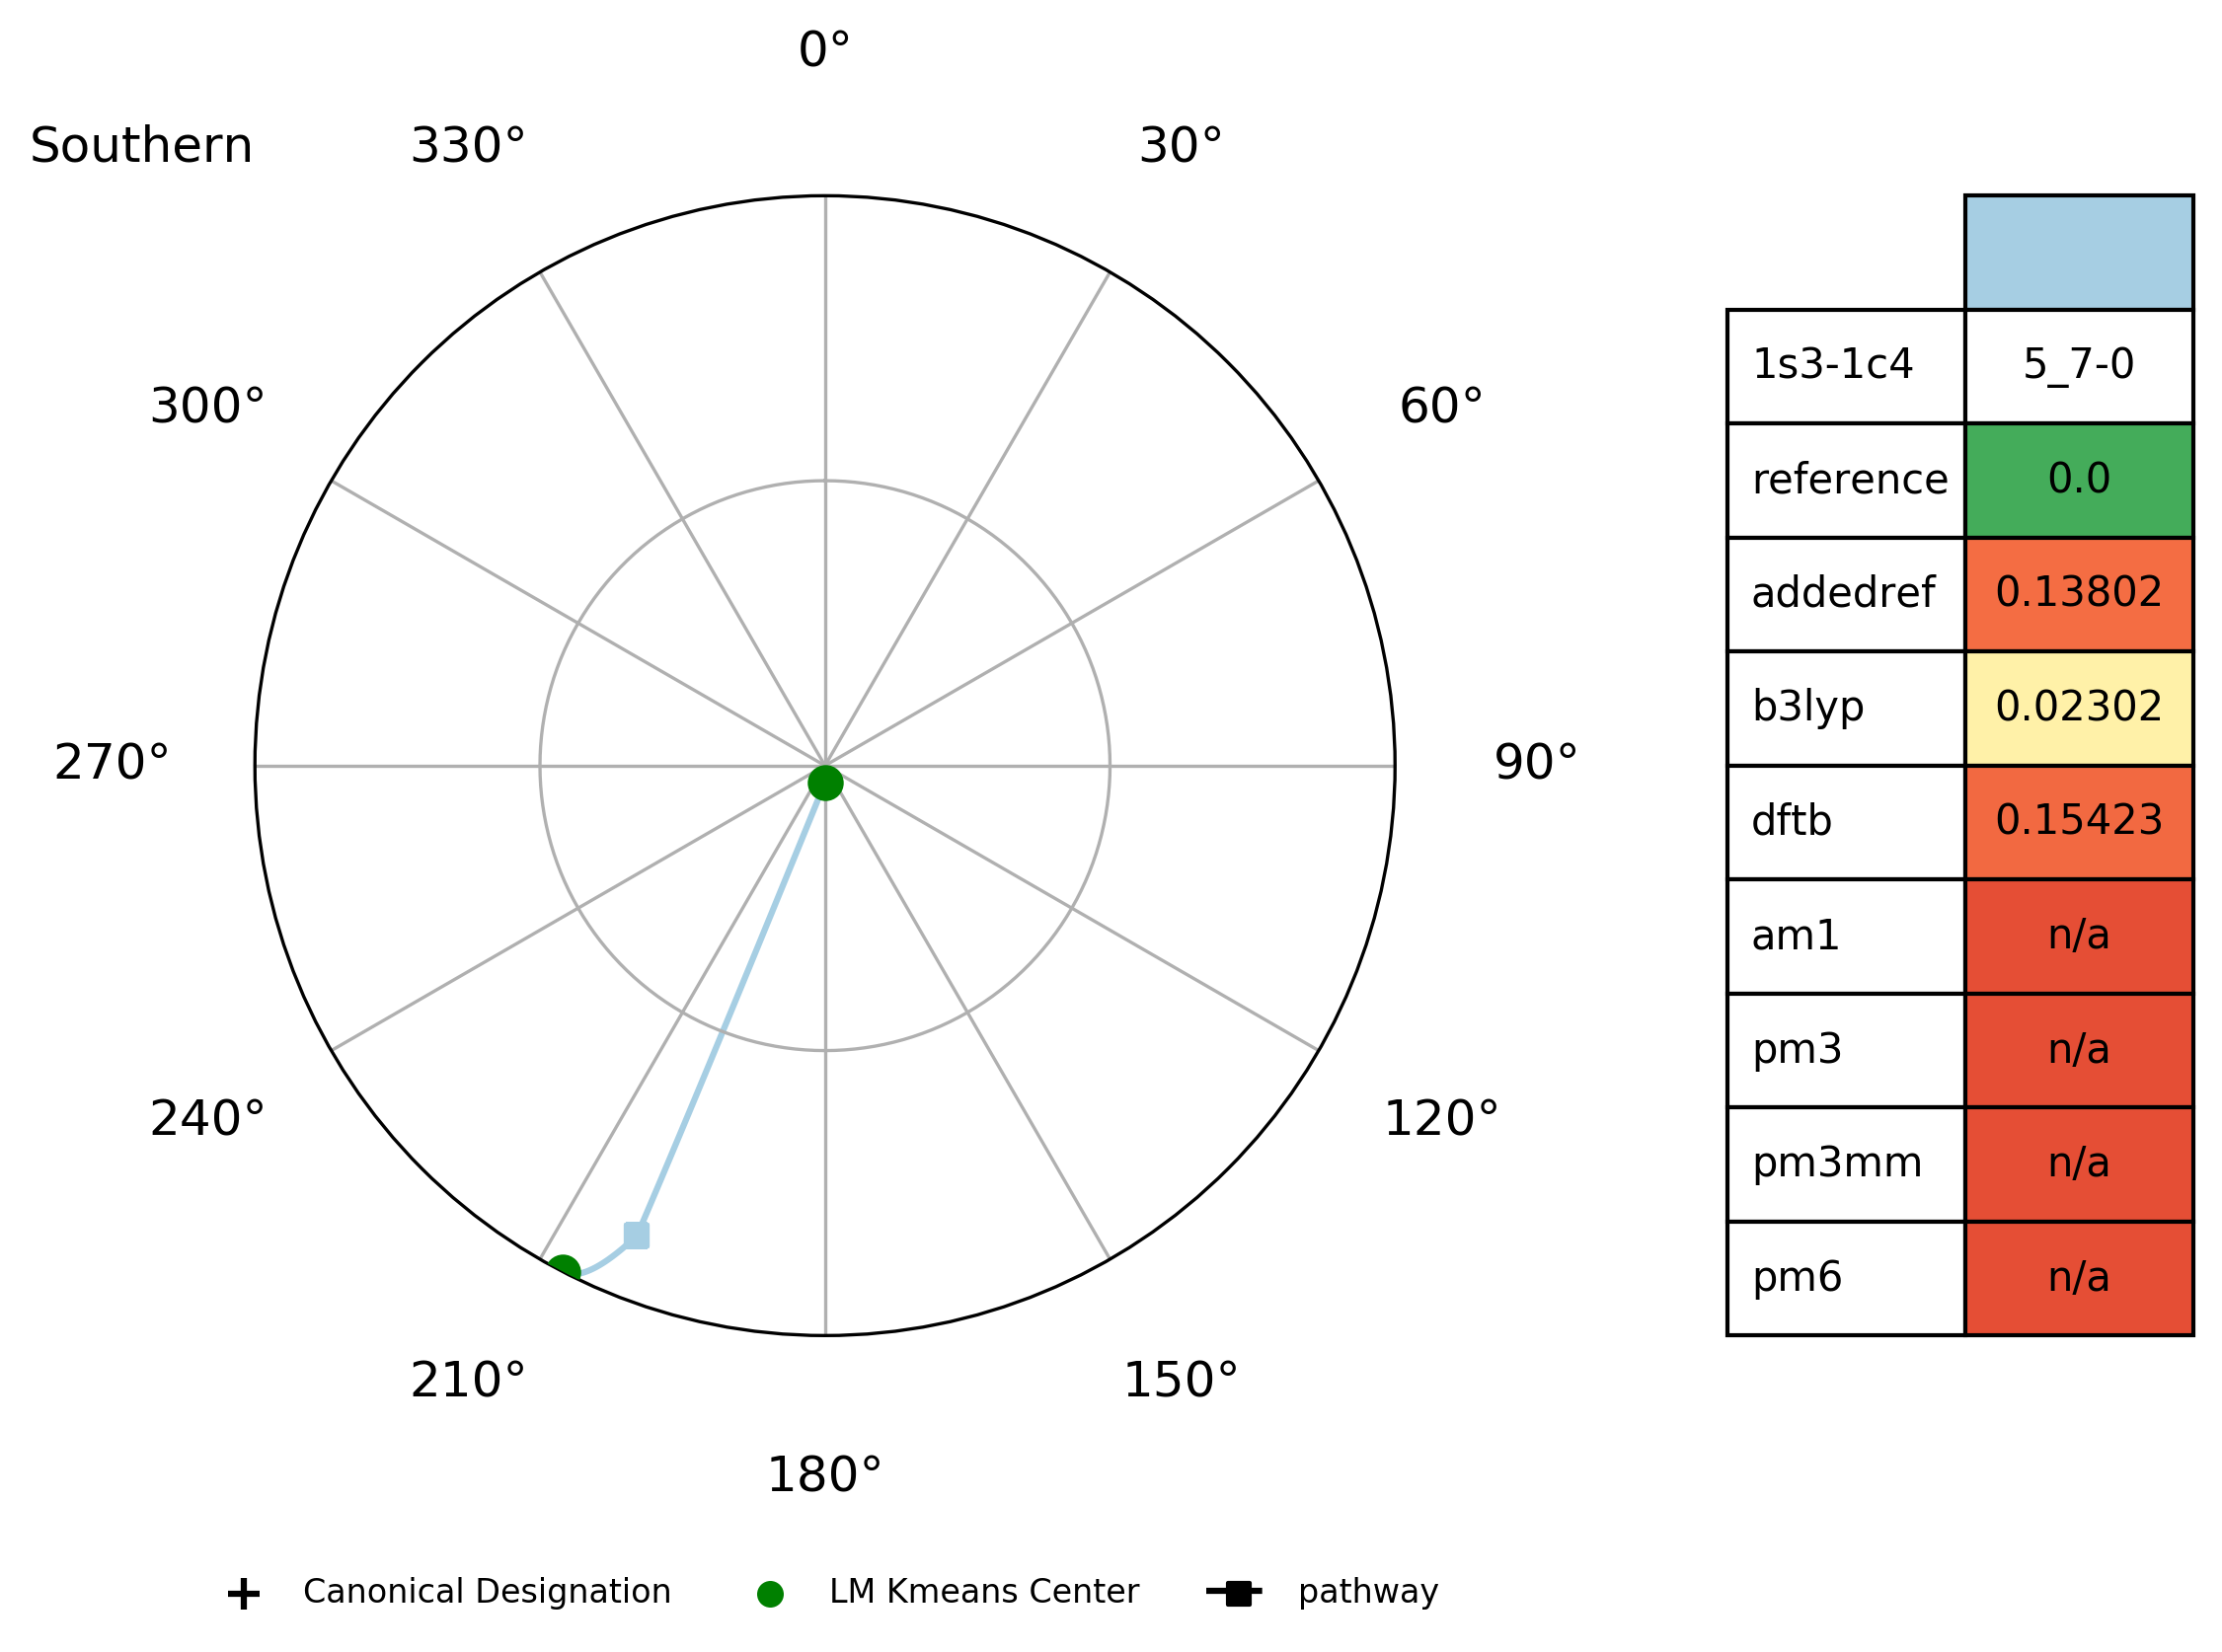 0°
Southern
330°
30°
300°
60°
270°
90°
240°
120°
210°
150°
180°
1s3-1c4 5_7-0
reference 0.0
addedref 0.13802
b3lyp 0.02302
dftb 0.15423
am1 n/a
pm3 n/a
pm3mm n/a
pm6 n/a
Canonical Designation
LM Kmeans Center
pathway